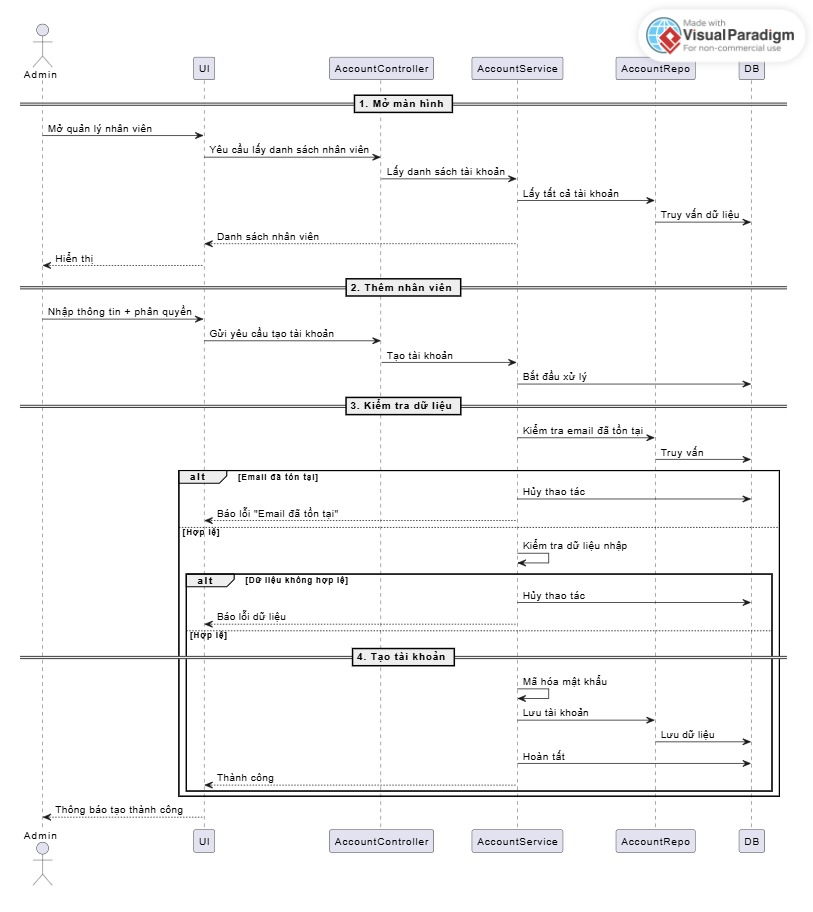 Made with
VisualParadigm
For non-commercial use
Admin
UI
AccountController
AccountService
AccountRepo
DB
1. Mở màn hình
Mở quản lý nhân viên
Yêu cầu lấy danh sách nhân viên
Lấy danh sách tài khoản
Lấy tất cả tài khoản
Truy vấn dữ liệu
Danh sách nhân viên
Hiển thị
2. Thêm nhân viên
Nhập thông tin + phân quyền
Gửi yêu cầu tạo tài khoản
Tạo tài khoản
Bắt đầu xử lý
3. Kiểm tra dữ liệu
Kiểm tra email đã tồn tại
Truy vấn
alt [Email đã tồn tại]
Hủy thao tác
Báo lỗi "Email đã tồn tại"
[Hợp lệ]
Kiểm tra dữ liệu nhập
alt [Dữ liệu không hợp lệ]
Hủy thao tác
Báo lỗi dữ liệu
[Hợp lệ]
4. Tạo tài khoản
Mã hóa mật khẩu
Lưu tài khoản
Lưu dữ liệu
Hoàn tất
Thành công
Thông báo tạo thành công
Admin
UI
AccountController
AccountService
AccountRepo
DB